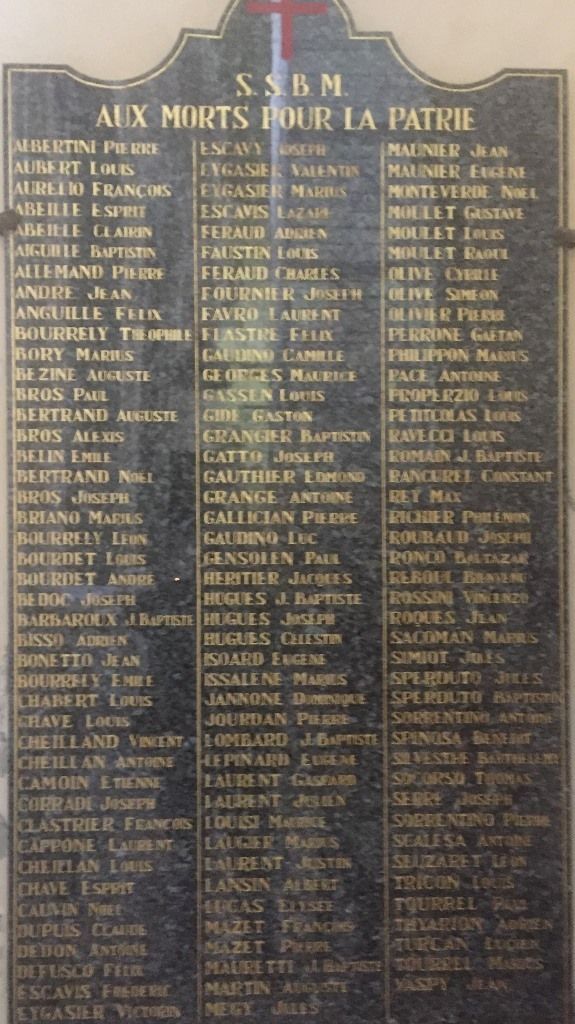 S. S. B. M.
AUX MORTS POUR LA PATRIE
ALBERTINI PIERRE
AUBERT LOUIS
AURELIO FRANÇOIS
ABEILLE ESPRIT
ABEILLE CLAIRIN
AIGUILLE BAPTISTIN
ALLEMAND PIERRE
ANDRE JEAN
ANGUILLE FELIX
BOURRELY THEOPHILE
BORY MARIUS
BEZINE AUGUSTE
BROS PAUL
BERTRAND AUGUSTE
BROS ALEXIS
BELIN EMILE
BERTRAND NOEL
BROS JOSEPH
BRIANO MARIUS
BOURRELY LEON
BOURDET LOUIS
BOURDET ANDRE
BEDOC JOSEPH
BARBAROUX J.BAPTISTE
BISSO ADRIEN
BONETTO JEAN
BOURRELY EMILE
CHABERT LOUIS
CHAVE LOUIS
CHEILLAND VINCENT
CHEILLAN ANTOINE
CAMOIN ETIENNE
CORRADI JOSEPH
CLASTRIER FRANÇOIS
CAPPONE LAURENT
CHEILAN LOUIS
CHAVE ESPRIT
CAUVIN NOEL
DUPUIS CLAUDE
DEDON ANTOINE
DEFUSCO FELIX
ESCAVIS FREDERIC
EYGASIER VICTORIN
ESCAVY JOSEPH
EYGASIER VALENTIN
EYGASIER MARIUS
ESCAVIS LAZARE
FERAUD ADRIEN
FAUSTIN LOUIS
FERAUD CHARLES
FOURNIER JOSEPH
FAVRO LAURENT
FLASTRE FELIX
GAUDINO CAMILLE
GEORGES MAURICE
GASSEN LOUIS
GIDE GASTON
GRANGIER BAPTISTIN
GATTO JOSEPH
GAUTHIER EDMOND
GRANGE ANTOINE
GALLICIAN PIERRE
GAUDINO LUC
GENSOLEN PAUL
HERITIER JACQUES
HUGUES J. BAPTISTE
HUGUES JOSEPH
HUGUES CELESTIN
ISOARD EUGENE
ISSALENE MARIUS
JANNONE DOMINIQUE
JOURDAN PIERRE
LOMBARD J.BAPTISTE
LEPINARD EUGENE
LAURENT GASPARD
LAURENT JULIEN
LOUISI MAURICE
LAUGIER MARIUS
LAURENT JUSTIN
LANSIN ALBERT
LUCAS ELYSEE
MAZET FRANÇOIS
MAZET PIERRE
MAURETTI J.BAPTISTE
MARTIN AUGUSTE
MEGY JULES
MAUNIER JEAN
MAUNIER EUGENE
MONTEVERDE NOEL
MOULET GUSTAVE
MOULET LOUIS
MOULET RAOUL
OLIVE CYRILLE
OLIVE SIMEON
OLIVIER PIERRE
PERRONE GAËTAN
PHILIPPON MARIUS
PACE ANTOINE
PROPERZIO LOUIS
PETITCOLAS LOUIS
RAVECCI LOUIS
ROMAIN J. BAPTISTE
RANCUREL CONSTANT
REY MAX
RICHIER PHILEMON
ROUBAUD JOSEPH
RONCO BALTAZAR
REBOUL BIENVENU
ROSSINI VINCENZO
ROQUES JEAN
SACOMAN MARIUS
SIMIOT JULES
SPERDUTO JULES
SPERDUTO BAPTISTIN
SORRENTINO ANTOINE
SPINOSA BENEDIT
SILVESTRE BARTHELEMY
SOCORSO THOMAS
SERRE JOSEPH
SORRENTINO PIERRE
SCALESA ANTOINE
LEON
TRICON LOUIS
TOURREL
THYARION ADRIEN
TURCAN LUCIEN
TOURREL MARIUS
VASPY JEAN